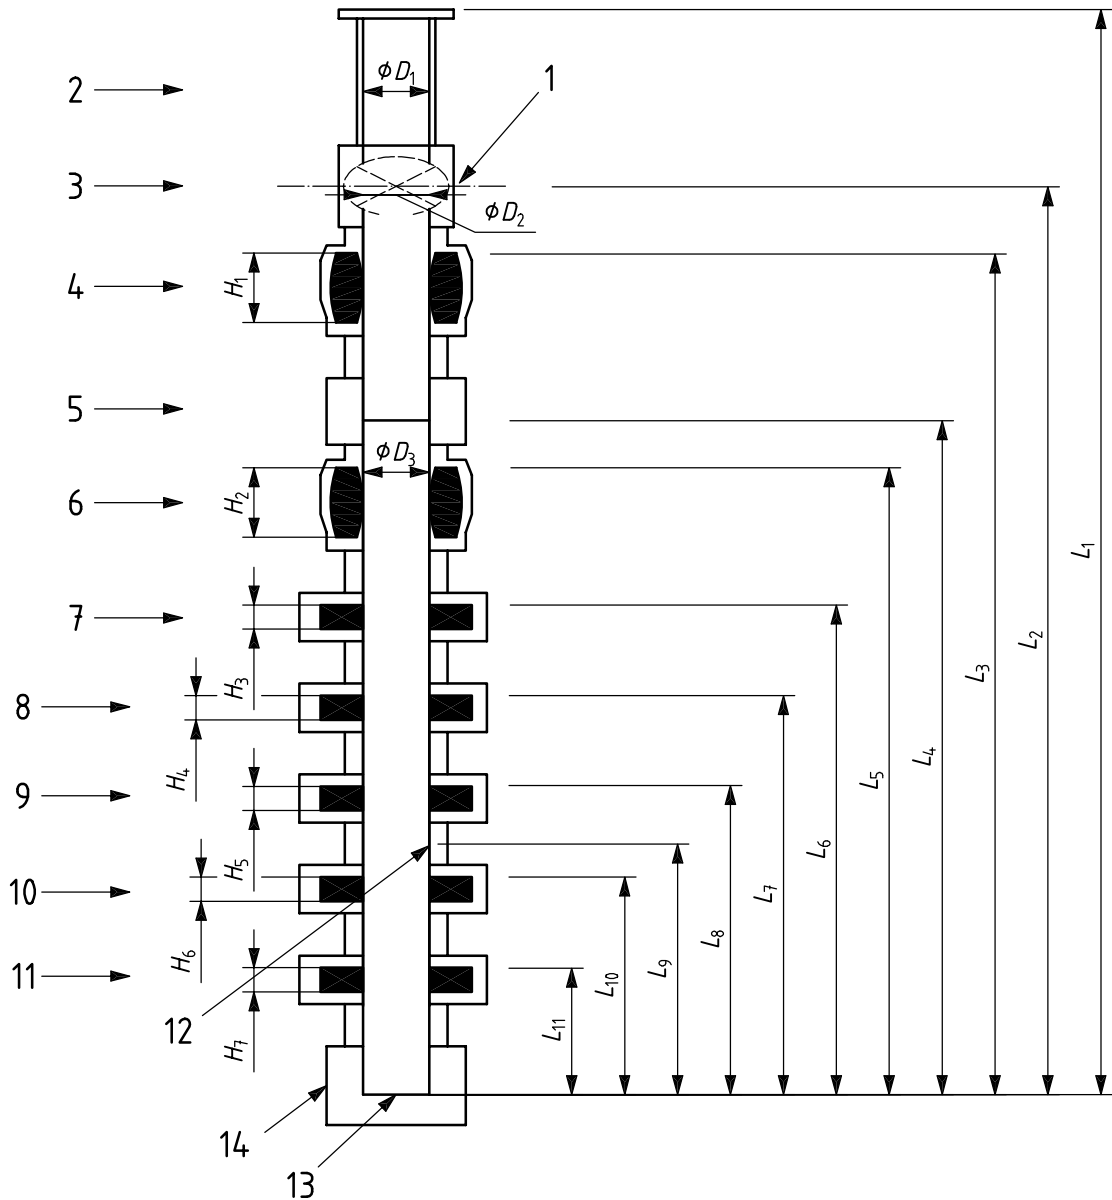 2
ϕD₁
1
3
ϕD₂
4
H₁
5
ϕD₃
6
H₂
7
H₃
8
H₄
9
H₅
10
H₆
11
H₇
12
13
14
L₁
L₂
L₃
L₄
L₅
L₆
L₇
L₈
L₉
L₁₀
L₁₁